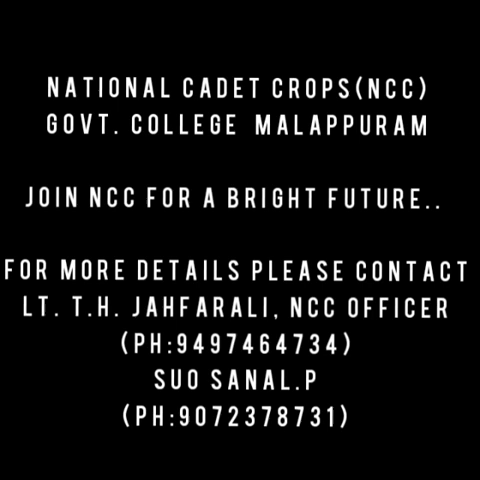 NATIONAL CADET CROPS(NCC)
GOVT. COLLEGE MALAPPURAM
JOIN NCC FOR A BRIGHT FUTURE..
FOR MORE DETAILS PLEASE CONTACT
LT. T.H. JAHFARALI, NCC OFFICER
(PH:9497464734)
SUO SANAL.P
(PH:9072378731)